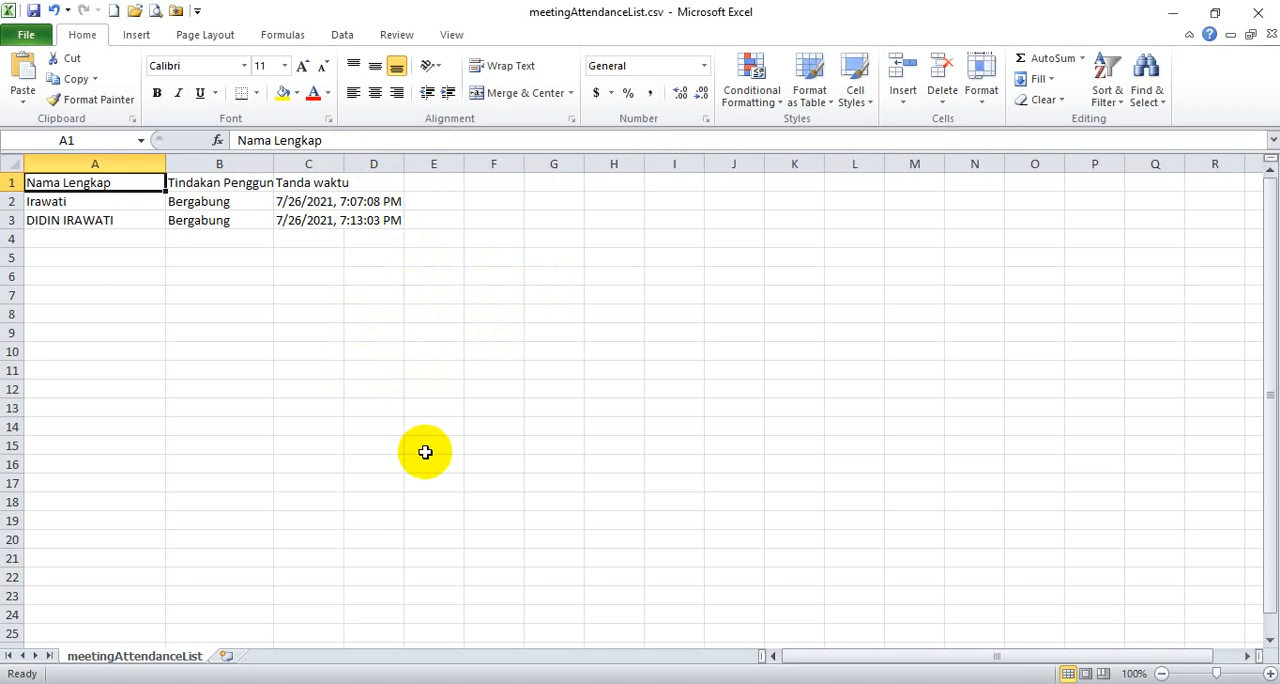 meetingAttendanceList.csv - Microsoft Excel
File Home Insert Page Layout Formulas Data Review View
Paste Cut Copy Format Painter Clipboard
Calibri 11 B I U A Font
Wrap Text Merge & Center Alignment
General $ % , Number
Conditional Formatting Format as Table Cell Styles Styles
Insert Delete Format Cells
Σ AutoSum Fill Clear Sort & Filter Find & Select Editing
A1 fx Nama Lengkap
A B C D E F G H I J K L M N O P Q R
1 Nama Lengkap Tindakan Penggun Tanda waktu
2 Irawati Bergabung 7/26/2021, 7:07:08 PM
3 DIDIN IRAWATI Bergabung 7/26/2021, 7:13:03 PM
4
5
6
7
8
9
10
11
12
13
14
15
16
17
18
19
20
21
22
23
24
25
meetingAttendanceList
Ready 100%